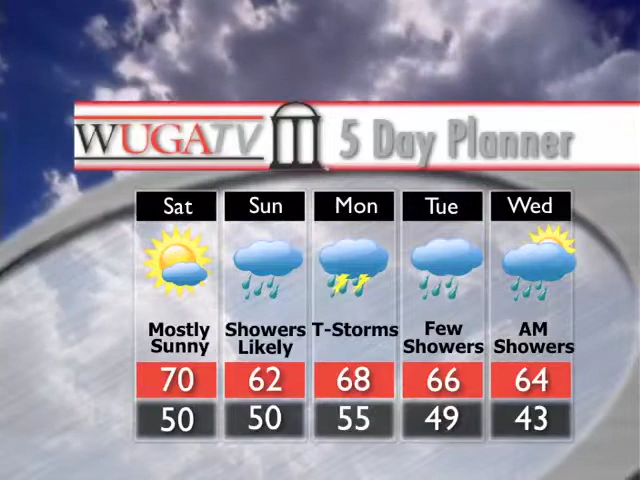 WUGATV 5 Day Planner
Sat Sun Mon Tue Wed
Mostly Sunny
Showers Likely
T-Storms
Few Showers
AM Showers
70 62 68 66 64
50 50 55 49 43